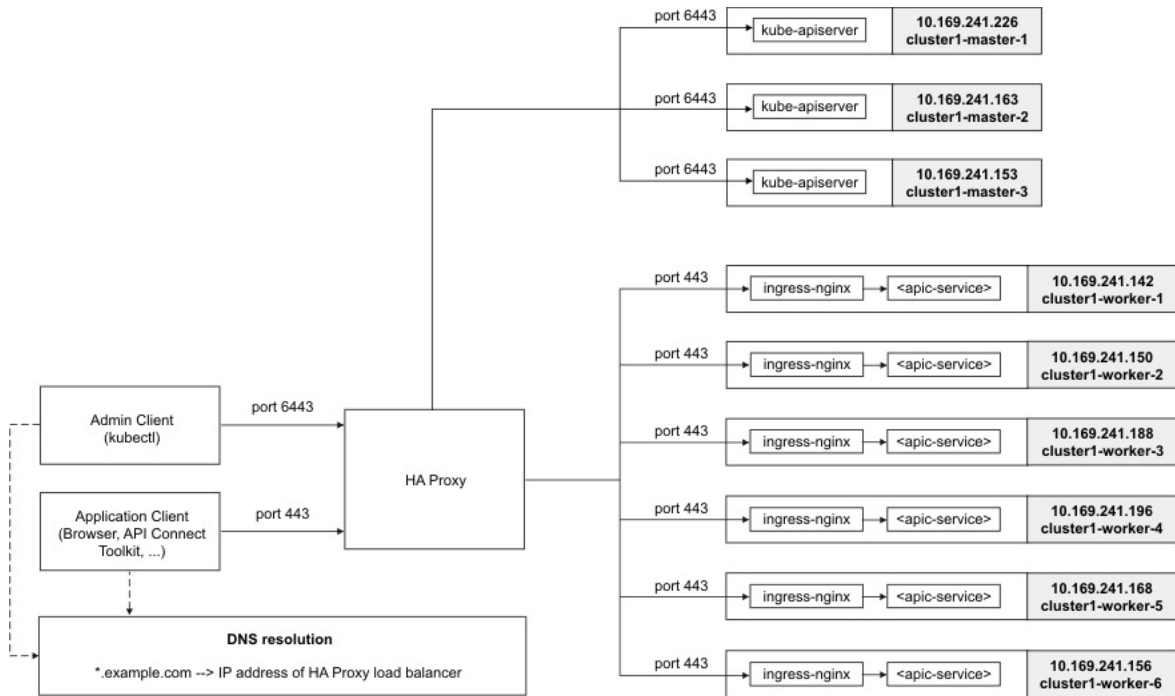 port 6443
kube-apiserver
10.169.241.226
cluster1-master-1
port 6443
kube-apiserver
10.169.241.163
cluster1-master-2
port 6443
kube-apiserver
10.169.241.153
cluster1-master-3
port 443
ingress-nginx
<apic-service>
10.169.241.142
cluster1-worker-1
port 443
ingress-nginx
<apic-service>
10.169.241.150
cluster1-worker-2
port 443
ingress-nginx
<apic-service>
10.169.241.188
cluster1-worker-3
port 443
ingress-nginx
<apic-service>
10.169.241.196
cluster1-worker-4
port 443
ingress-nginx
<apic-service>
10.169.241.168
cluster1-worker-5
port 443
ingress-nginx
<apic-service>
10.169.241.156
cluster1-worker-6
Admin Client
(kubectl)
port 6443
HA Proxy
Application Client
(Browser, API Connect
Toolkit, ...)
port 443
DNS resolution
*.example.com --> IP address of HA Proxy load balancer